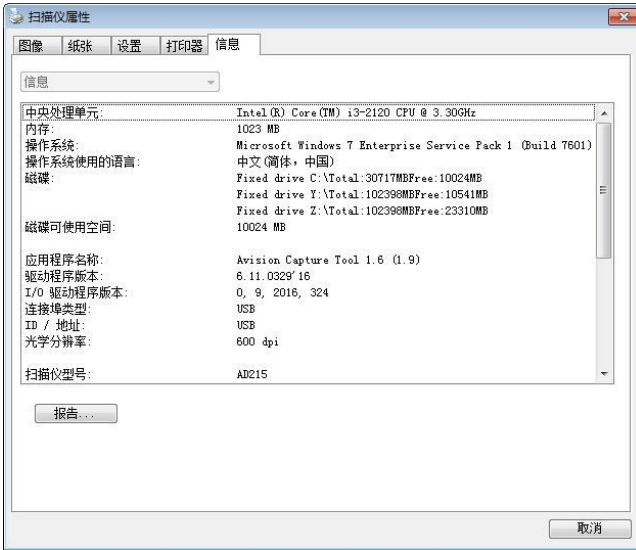 扫描仪属性
图像 纸张 设置 打印器 信息
信息
中央处理单元: Intel(R) Core(TM) i3-2120 CPU @ 3.30GHz
内存: 1023 MB
操作系统: Microsoft Windows 7 Enterprise Service Pack 1 (Build 7601)
操作系统使用的语言: 中文(简体，中国)
磁碟: Fixed drive C:\Total:30717MBFree:10024MB
Fixed drive Y:\Total:102398MBFree:10541MB
Fixed drive Z:\Total:102398MBFree:23310MB
磁碟可使用空间: 10024 MB
应用程序名称: Avision Capture Tool 1.6 (1.9)
驱动程序版本: 6.11.0329'16
I/O 驱动程序版本: 0, 9, 2016, 324
连接埠类型: USB
ID / 地址: USB
光学分辨率: 600 dpi
扫描仪型号: AD215
报告...
取消